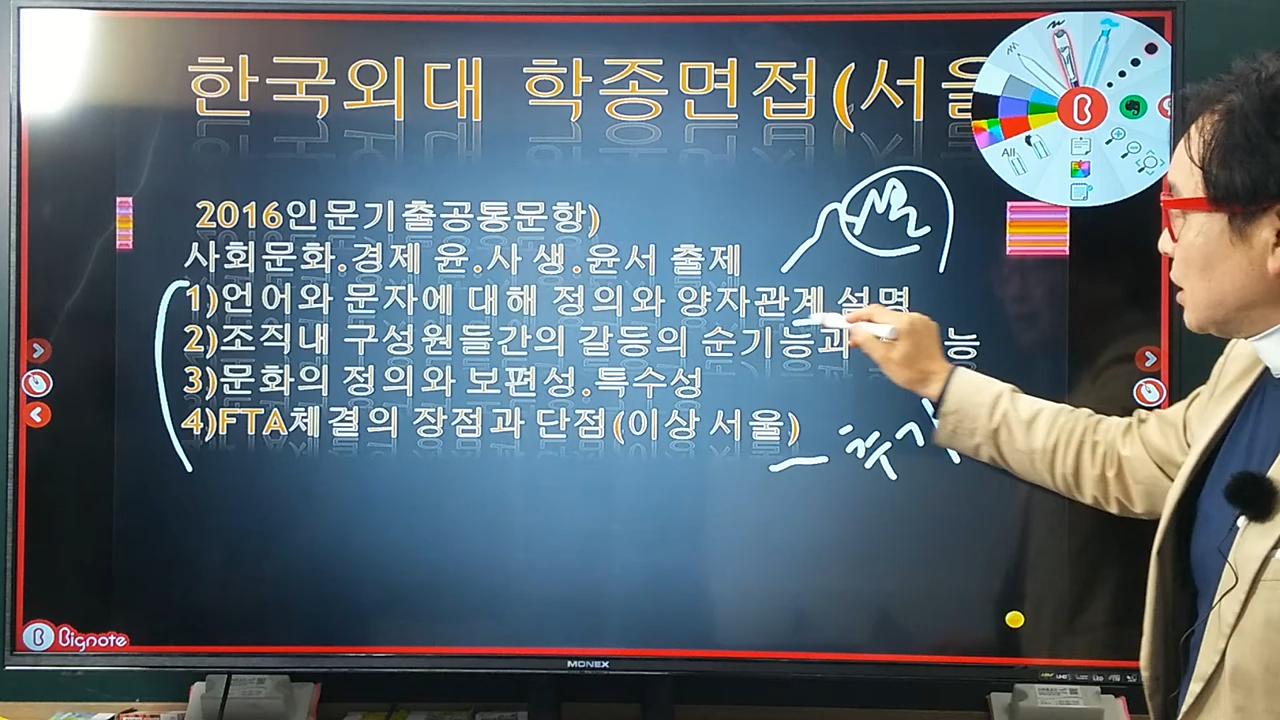 한국외대 학종면접(서울
2016인문기출공통문항)
사회문화.경제 윤.사 생.윤서 출제
1)언어와 문자에 대해 정의와 양자관계 설명
2)조직내 구성원들간의 갈등의 순기능과 능
3)문화의 정의와 보편성.특수성
4)FTA체결의 장점과 단점(이상 서울)
추가
All
Bignote
MONEX